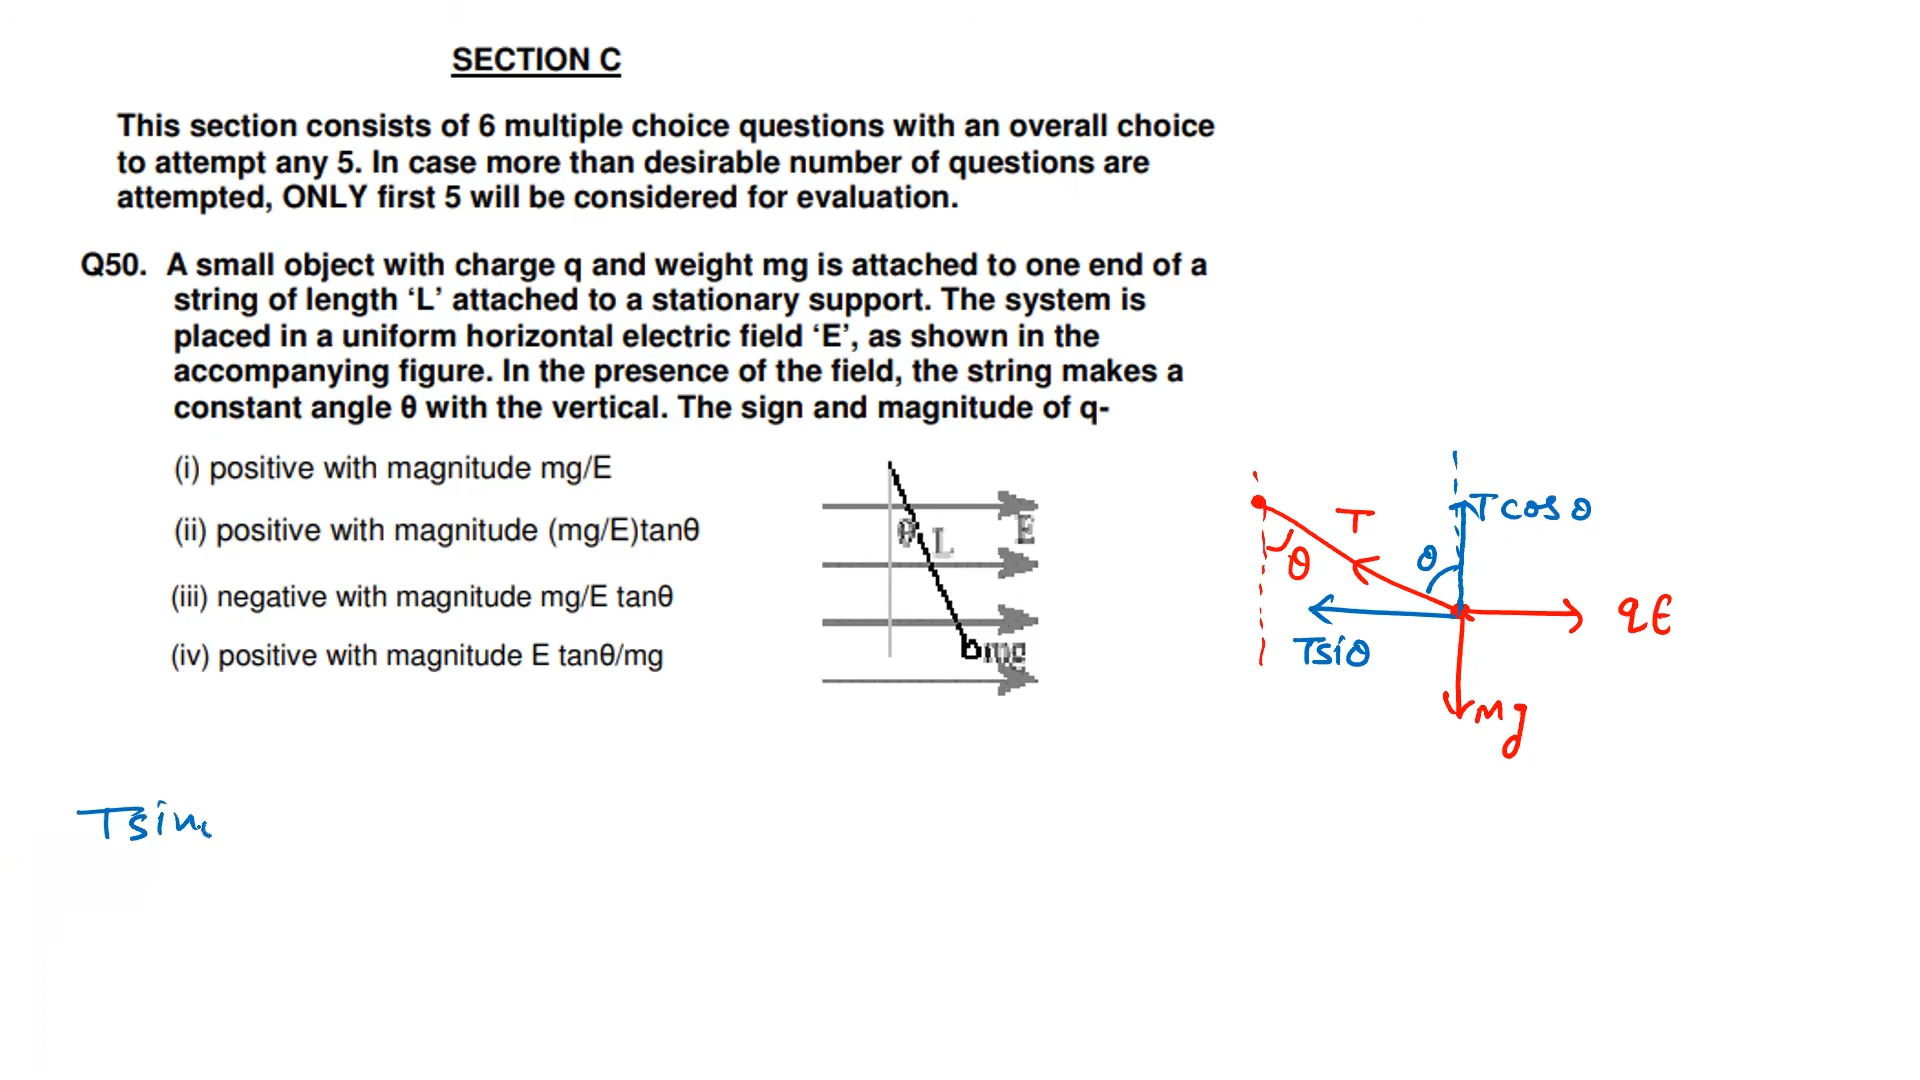 SECTION C
This section consists of 6 multiple choice questions with an overall choice
to attempt any 5. In case more than desirable number of questions are
attempted, ONLY first 5 will be considered for evaluation.
Q50. A small object with charge q and weight mg is attached to one end of a
string of length ‘L’ attached to a stationary support. The system is
placed in a uniform horizontal electric field ‘E’, as shown in the
accompanying figure. In the presence of the field, the string makes a
constant angle θ with the vertical. The sign and magnitude of q-
(i) positive with magnitude mg/E
(ii) positive with magnitude (mg/E)tanθ
(iii) negative with magnitude mg/E tanθ
(iv) positive with magnitude E tanθ/mg
θ L E
mg
T
T cos θ
θ
θ
qE
Tsiθ
mg
Tsin